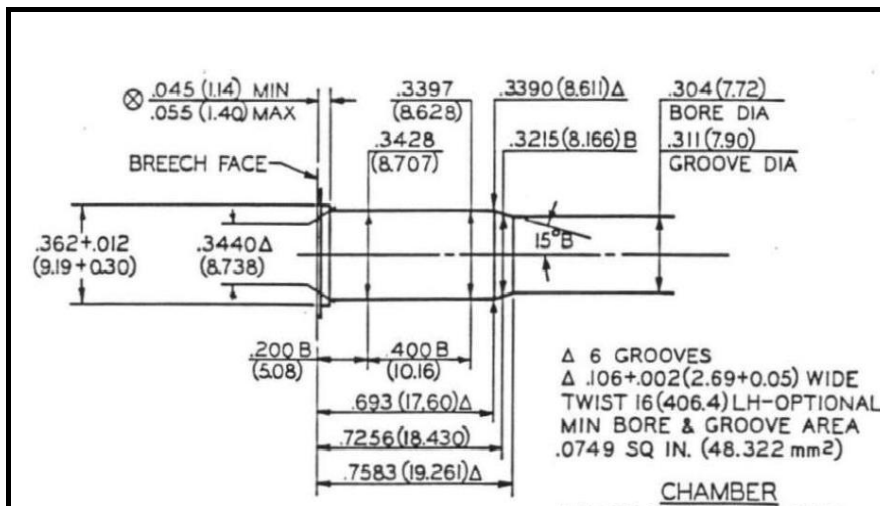 ⊗ .045 (1.14) MIN
.055 (1.40) MAX
.3397
(8.628)
.3390 (8.611) Δ
.304 (7.72)
BORE DIA
.3428
(8.707)
.3215 (8.166) B
.311 (7.90)
GROOVE DIA
BREECH FACE
.362+.012
(9.19+0.30)
.3440 Δ
(8.738)
15° B
.200 B
(5.08)
.400 B
(10.16)
.693 (17.60) Δ
.7256 (18.430)
.7583 (19.261) Δ
Δ 6 GROOVES
Δ .106+.002 (2.69+0.05) WIDE
TWIST 16 (406.4) LH-OPTIONAL
MIN BORE & GROOVE AREA
.0749 SQ IN. (48.322 mm2)
CHAMBER